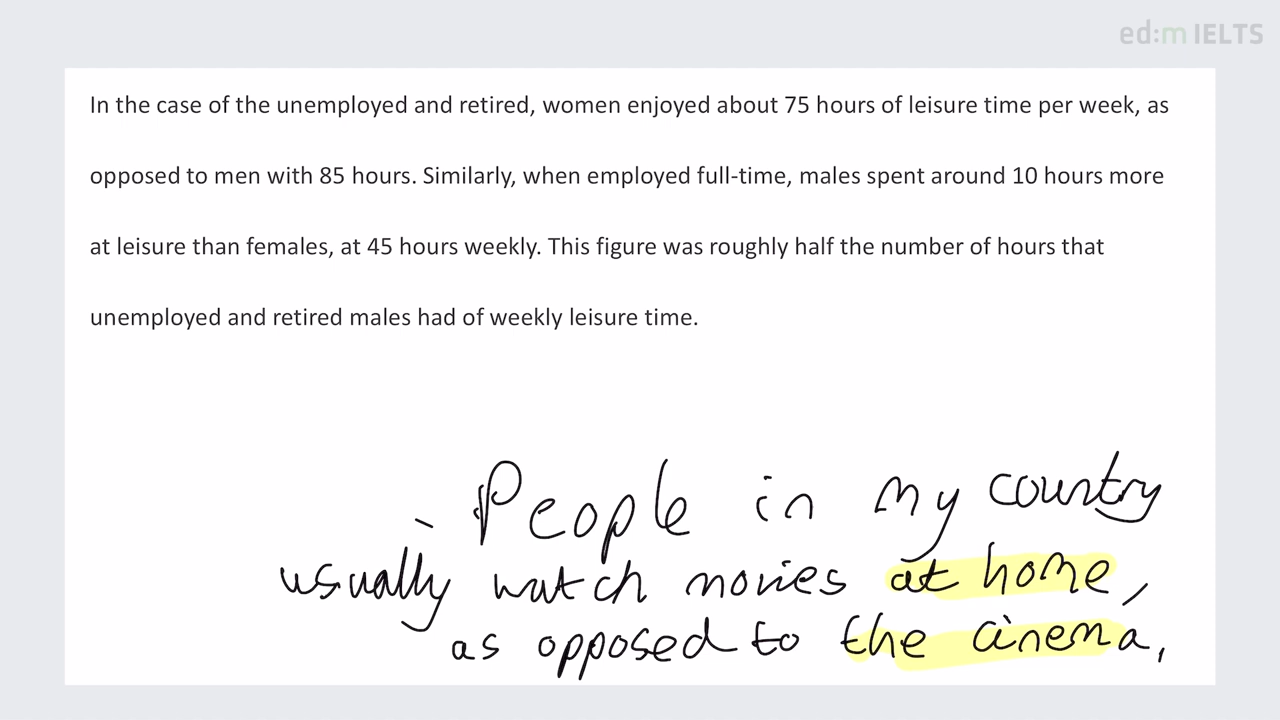 ed:m IELTS
In the case of the unemployed and retired, women enjoyed about 75 hours of leisure time per week, as
opposed to men with 85 hours. Similarly, when employed full-time, males spent around 10 hours more
at leisure than females, at 45 hours weekly. This figure was roughly half the number of hours that
unemployed and retired males had of weekly leisure time.
People in my country
usually watch movies at home,
as opposed to the cinema,